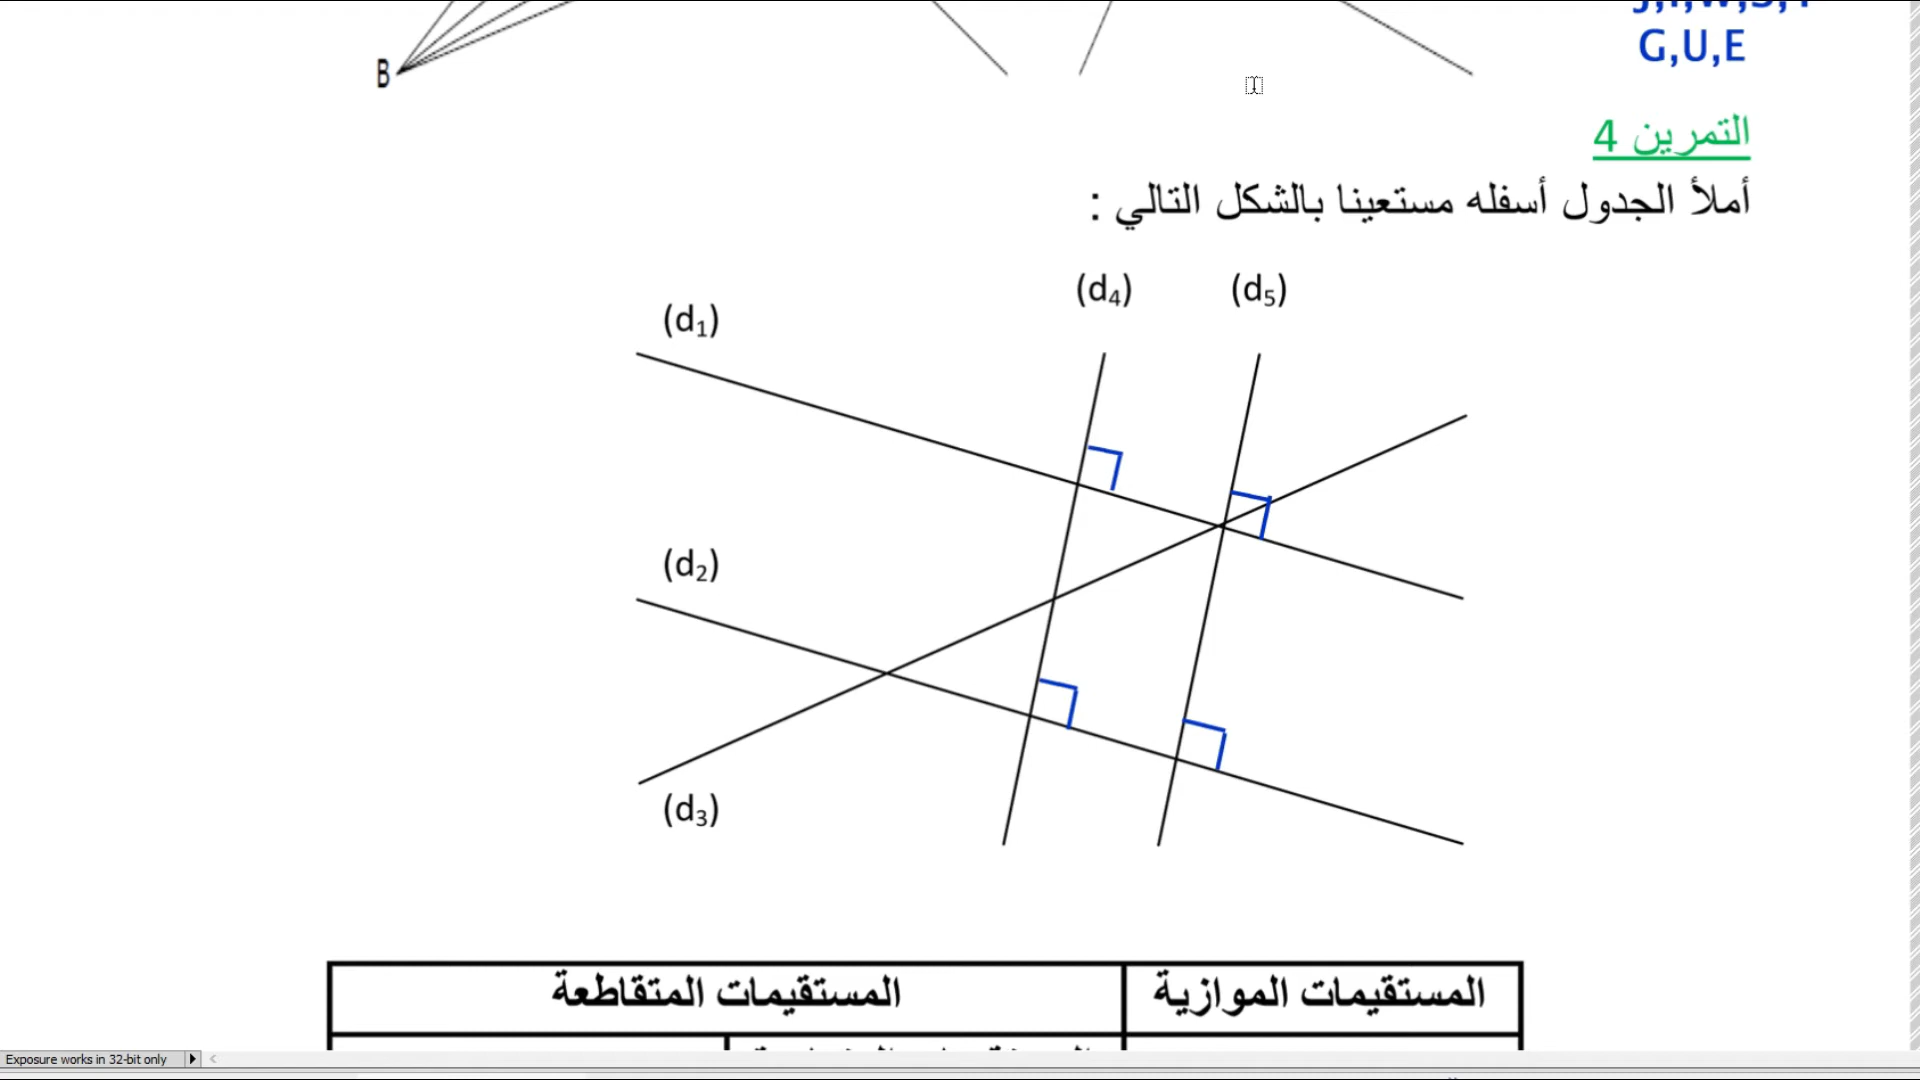 G,U,E
B
التمرين 4
أملأ الجدول أسفله مستعينا بالشكل التالي :
(d₄) (d₅)
(d₁)
(d₂)
(d₃)
المستقيمات الموازية المستقيمات المتقاطعة
Exposure works in 32-bit only